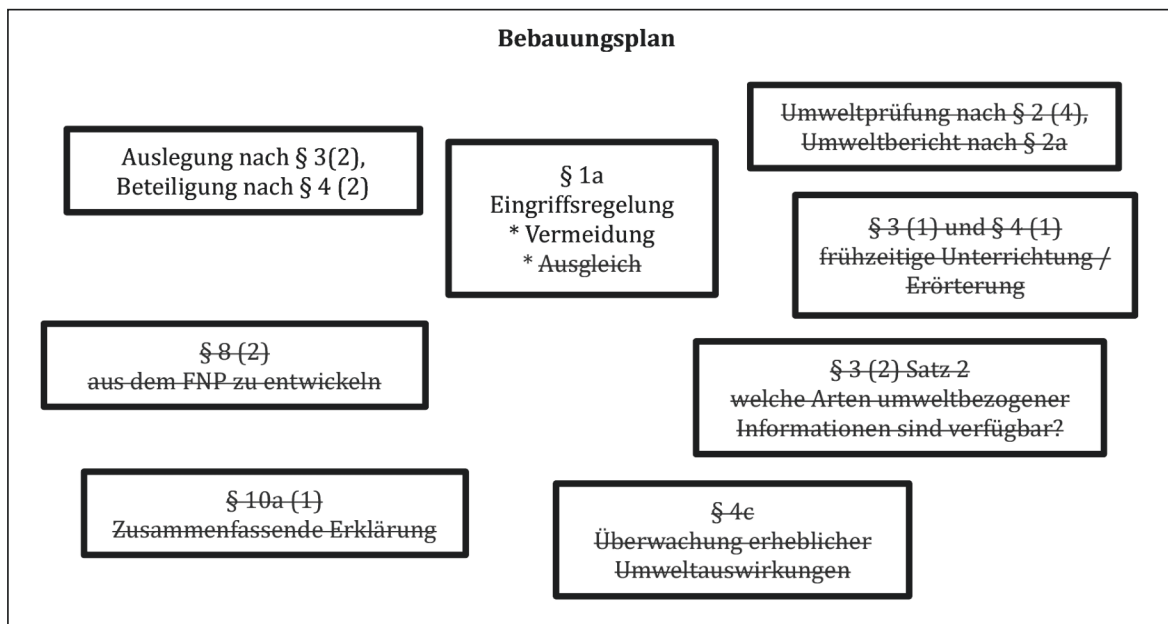 Bebauungsplan
Auslegung nach § 3(2),
Beteiligung nach § 4 (2)
§ 1a
Eingriffsregelung
* Vermeidung
* Ausgleich
Umweltprüfung nach § 2 (4),
Umweltbericht nach § 2a
§ 3 (1) und § 4 (1)
frühzeitige Unterrichtung /
Erörterung
§ 8 (2)
aus dem FNP zu entwickeln
§ 3 (2) Satz 2
welche Arten umweltbezogener
Informationen sind verfügbar?
§ 10a (1)
Zusammenfassende Erklärung
§ 4c
Überwachung erheblicher
Umweltauswirkungen